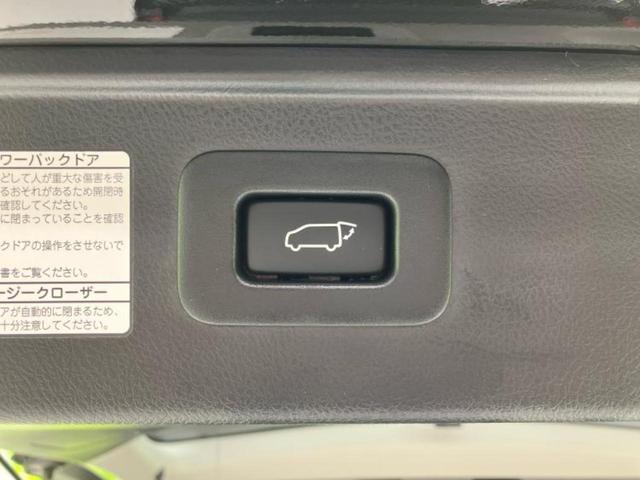 ワーバックドア
どして人が重大な傷害を受
るおそれがあるため開閉時
確認してください。
に閉まっていることを確認
クドアの操作をさせないで
書をご覧ください。
ージークローザー
アが自動的に閉まるため、
十分注意してください。